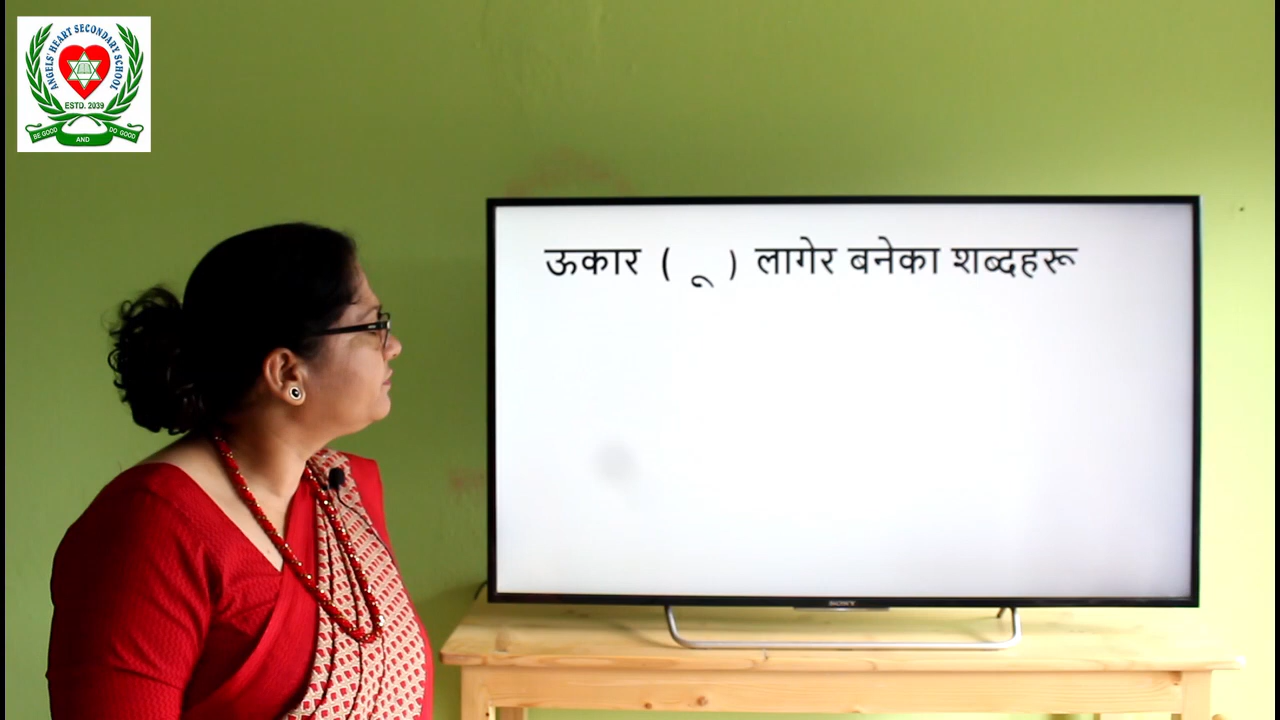 ANGELS' HEART SECONDARY SCHOOL
ESTD. 2039
BE GOOD AND DO GOOD
ऊकार ( ू ) लागेर बनेका शब्दहरू
SONY